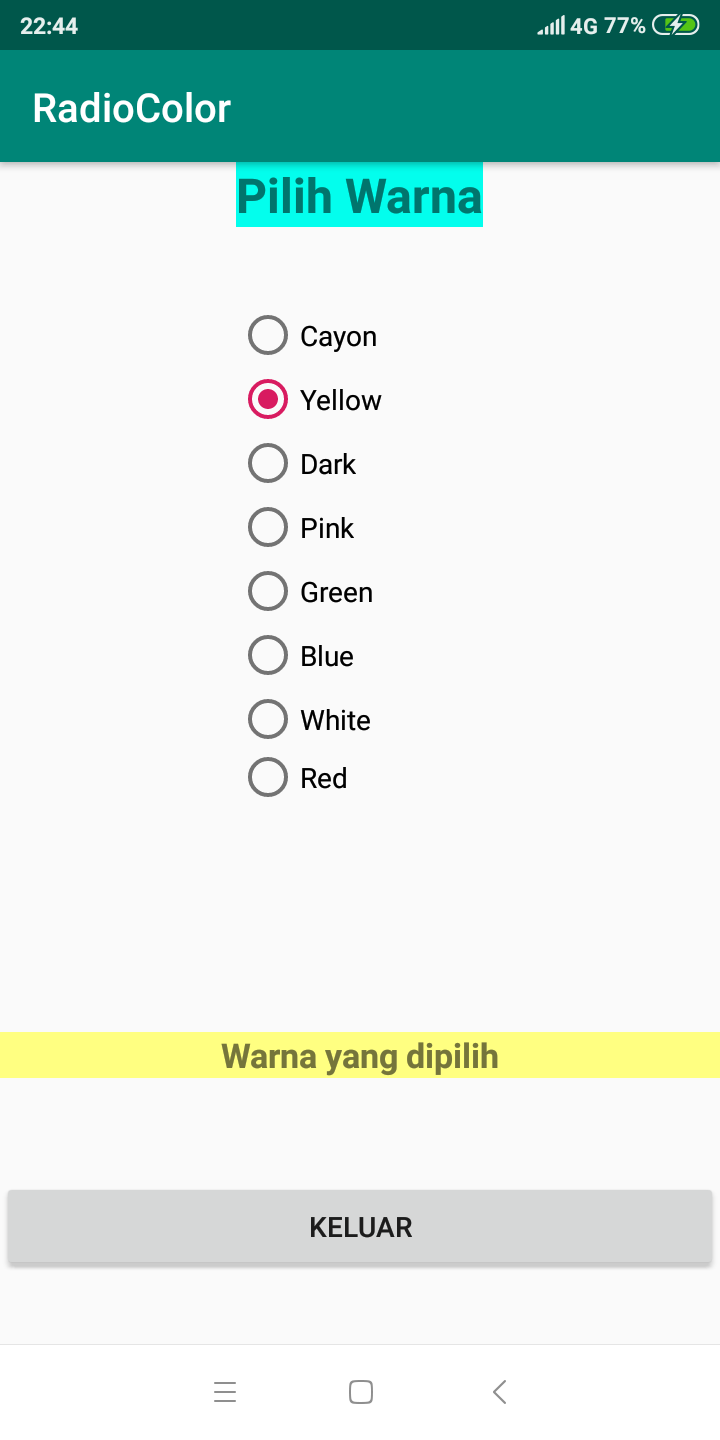 22:44 4G 77%
RadioColor
Pilih Warna
Cayon
Yellow
Dark
Pink
Green
Blue
White
Red
Warna yang dipilih
KELUAR